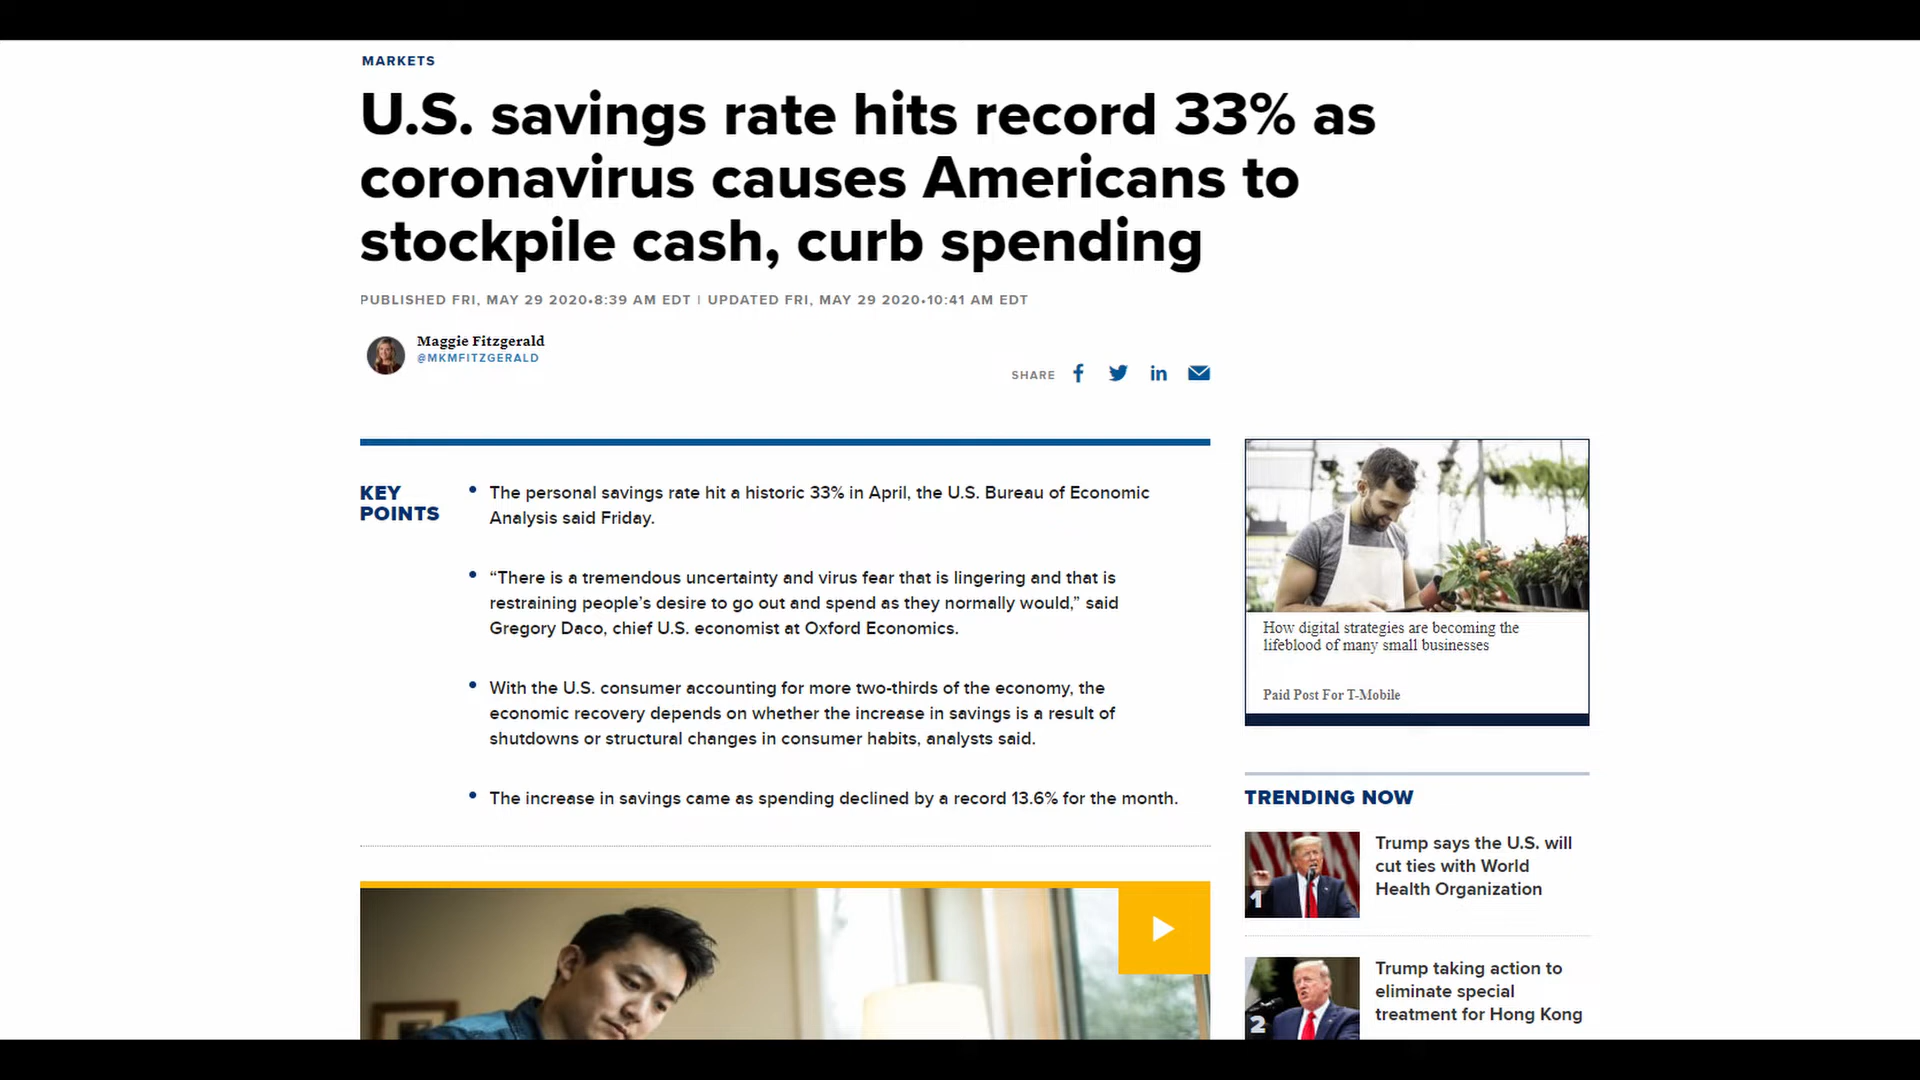 MARKETS
U.S. savings rate hits record 33% as
coronavirus causes Americans to
stockpile cash, curb spending
PUBLISHED FRI, MAY 29 2020•8:39 AM EDT | UPDATED FRI, MAY 29 2020•10:41 AM EDT
Maggie Fitzgerald
@MKMFITZGERALD
SHARE
KEY
POINTS
• The personal savings rate hit a historic 33% in April, the U.S. Bureau of Economic
Analysis said Friday.
• “There is a tremendous uncertainty and virus fear that is lingering and that is
restraining people’s desire to go out and spend as they normally would,” said
Gregory Daco, chief U.S. economist at Oxford Economics.
• With the U.S. consumer accounting for more two-thirds of the economy, the
economic recovery depends on whether the increase in savings is a result of
shutdowns or structural changes in consumer habits, analysts said.
• The increase in savings came as spending declined by a record 13.6% for the month.
How digital strategies are becoming the
lifeblood of many small businesses
Paid Post For T-Mobile
TRENDING NOW
1
Trump says the U.S. will
cut ties with World
Health Organization
2
Trump taking action to
eliminate special
treatment for Hong Kong